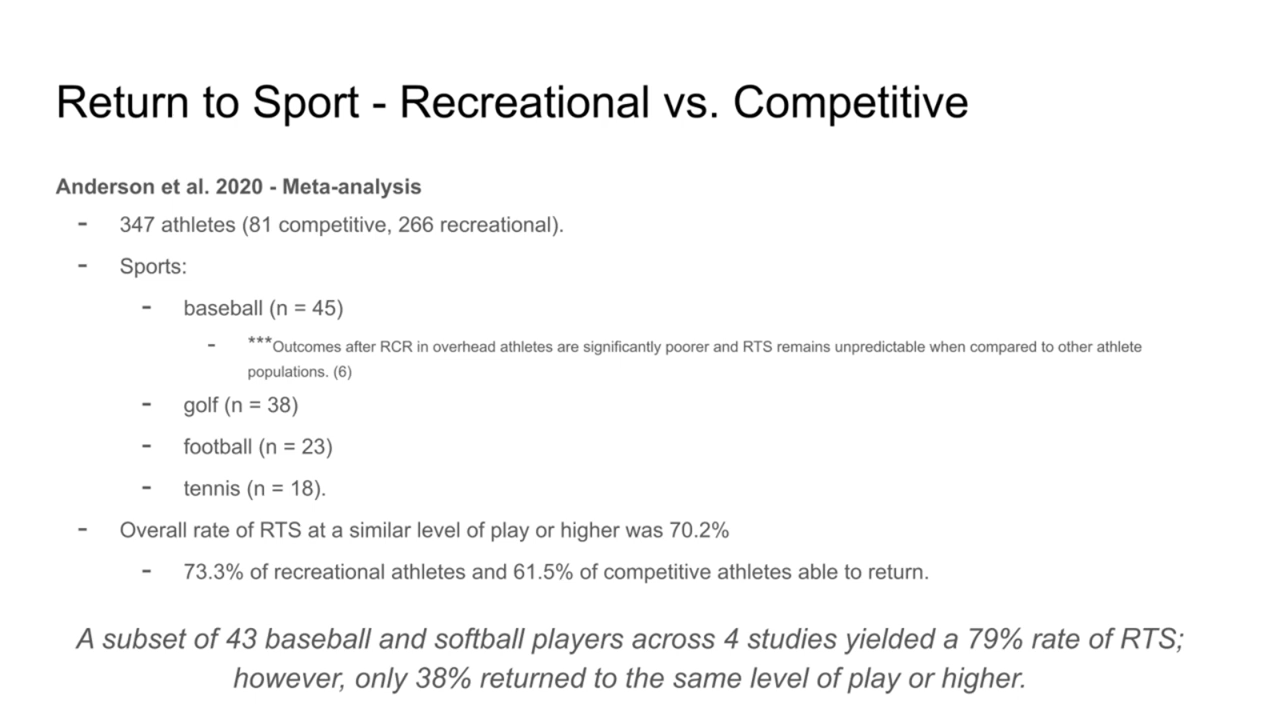 Return to Sport - Recreational vs. Competitive
Anderson et al. 2020 - Meta-analysis
- 347 athletes (81 competitive, 266 recreational).
- Sports:
- baseball (n = 45)
- ***Outcomes after RCR in overhead athletes are significantly poorer and RTS remains unpredictable when compared to other athlete
populations. (6)
- golf (n = 38)
- football (n = 23)
- tennis (n = 18).
- Overall rate of RTS at a similar level of play or higher was 70.2%
- 73.3% of recreational athletes and 61.5% of competitive athletes able to return.
A subset of 43 baseball and softball players across 4 studies yielded a 79% rate of RTS;
however, only 38% returned to the same level of play or higher.